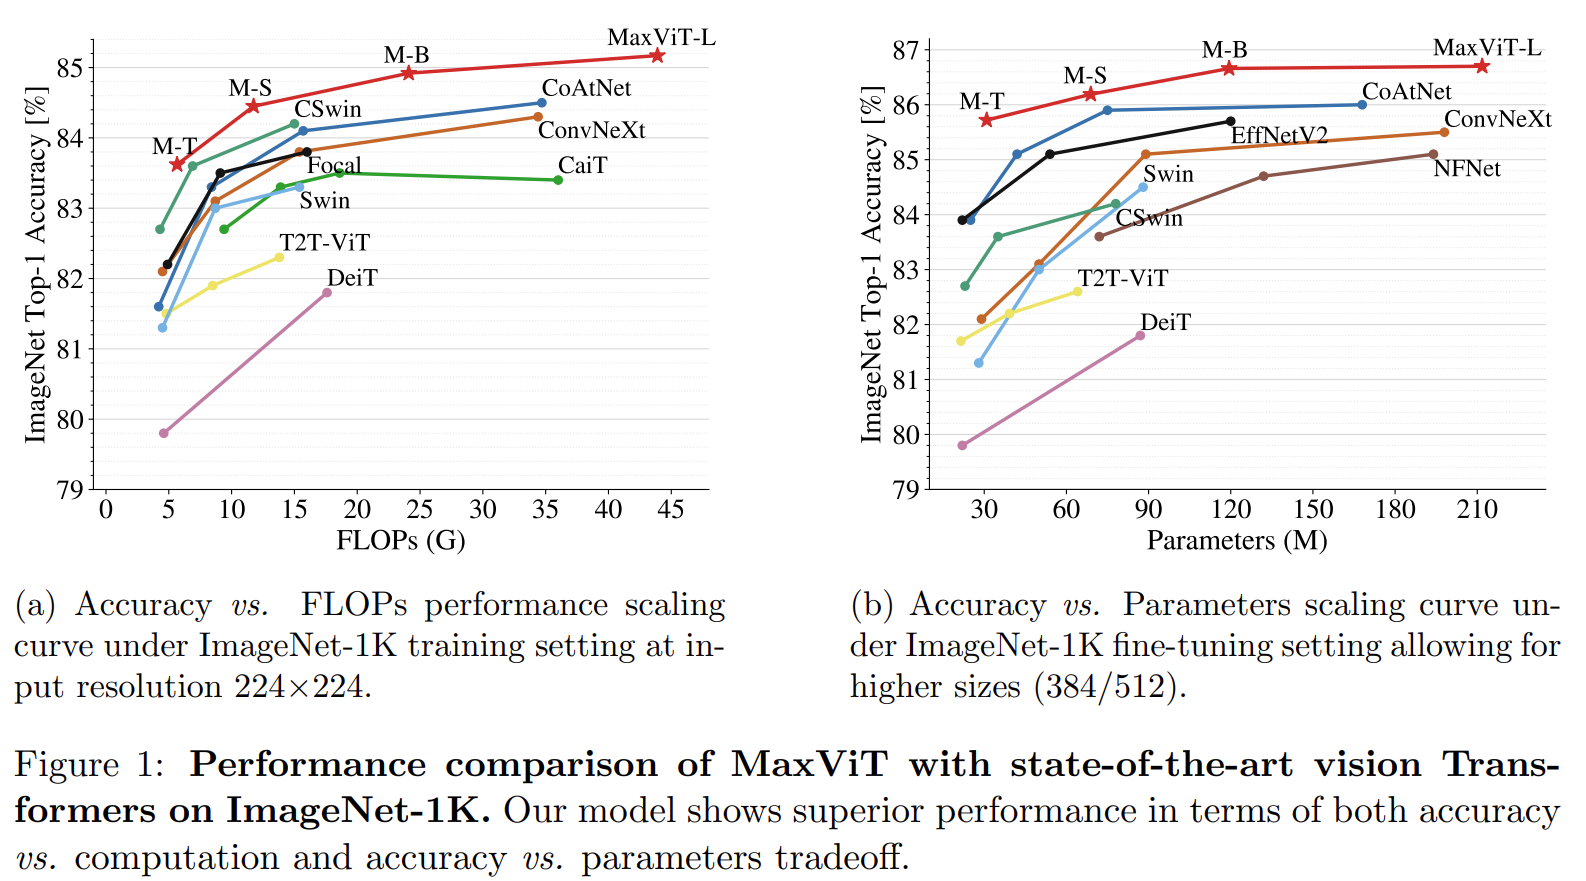 MaxViT-L
M-B
M-S
M-T
CSwin
CoAtNet
ConvNeXt
Focal
CaiT
Swin
T2T-ViT
DeiT
85
84
83
82
81
80
79
ImageNet Top-1 Accuracy [%]
0 5 10 15 20 25 30 35 40 45
FLOPs (G)
87
86
85
84
83
82
81
80
79
ImageNet Top-1 Accuracy [%]
M-B
MaxViT-L
M-S
M-T
CoAtNet
ConvNeXt
EffNetV2
NFNet
Swin
CSwin
T2T-ViT
DeiT
30 60 90 120 150 180 210
Parameters (M)
(a) Accuracy vs. FLOPs performance scaling
curve under ImageNet-1K training setting at in-
put resolution 224×224.
(b) Accuracy vs. Parameters scaling curve un-
der ImageNet-1K fine-tuning setting allowing for
higher sizes (384/512).
Figure 1: Performance comparison of MaxViT with state-of-the-art vision Trans-
formers on ImageNet-1K. Our model shows superior performance in terms of both accuracy
vs. computation and accuracy vs. parameters tradeoff.